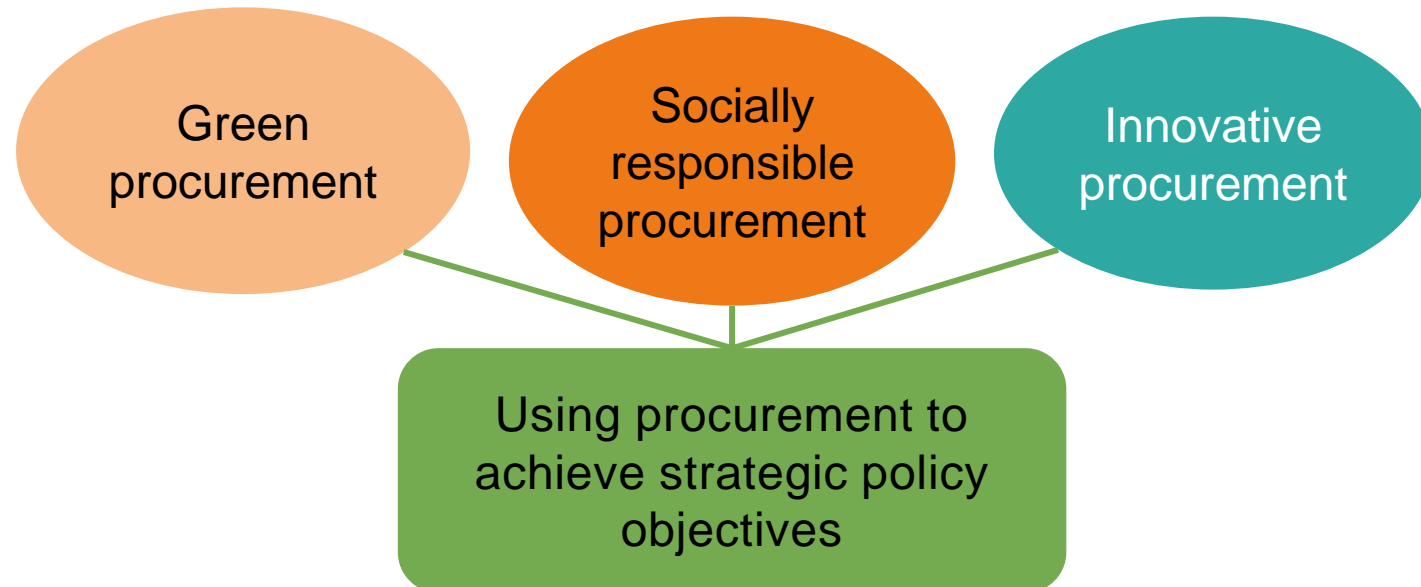 Green
procurement
Socially
responsible
procurement
Innovative
procurement
Using procurement to
achieve strategic policy
objectives